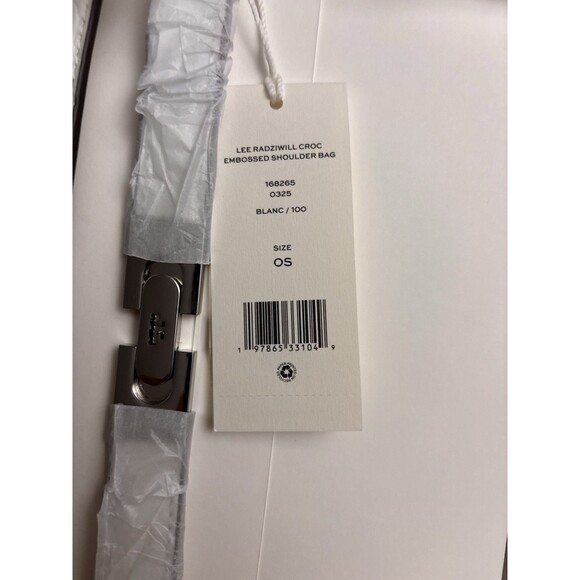 LEE RADZIWILL CROC
EMBOSSED SHOULDER BAG
168265
0325
BLANC / 100
SIZE
OS
1 97865 33104 9